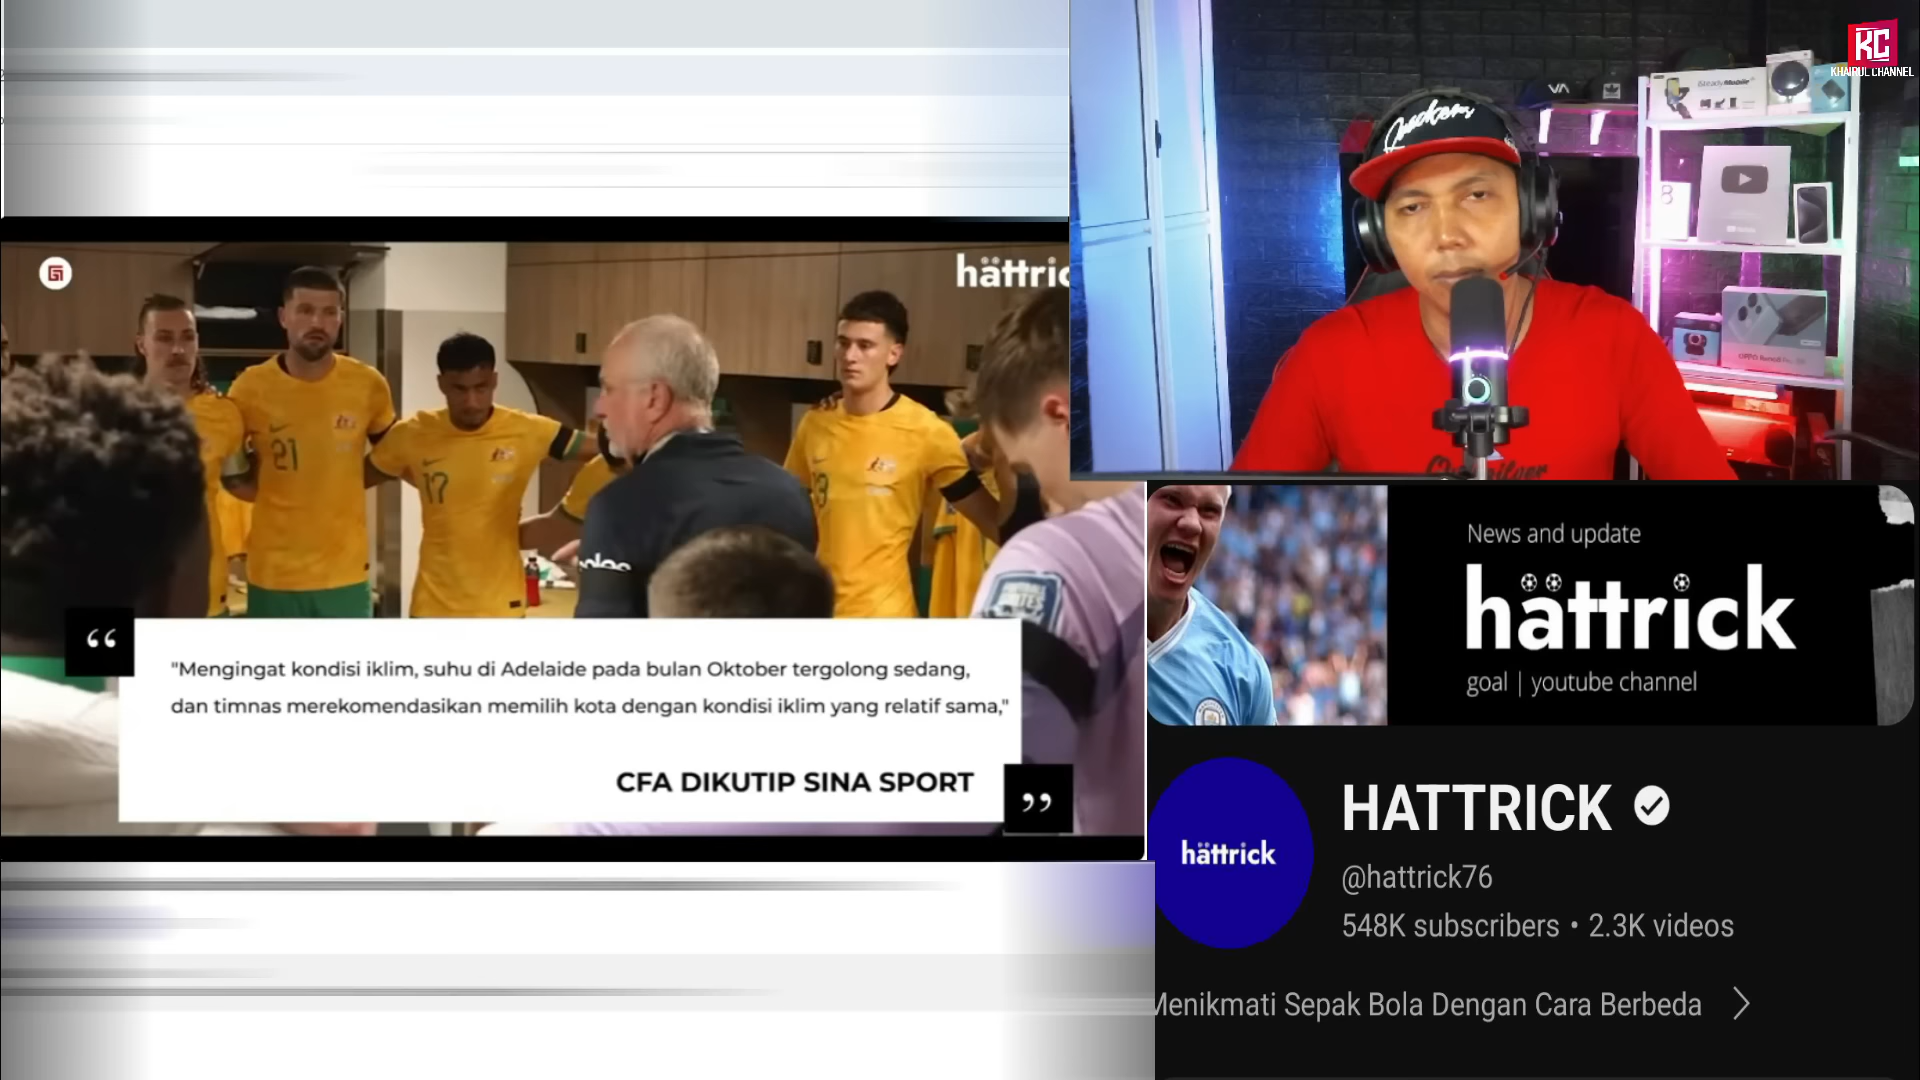 KC
KHAIRUL CHANNEL
hättric
21
17
"Mengingat kondisi iklim, suhu di Adelaide pada bulan Oktober tergolong sedang,
dan timnas merekomendasikan memilih kota dengan kondisi iklim yang relatif sama,"
CFA DIKUTIP SINA SPORT
News and update
hättrick
goal | youtube channel
hättrick
HATTRICK
@hattrick76
548K subscribers • 2.3K videos
Menikmati Sepak Bola Dengan Cara Berbeda